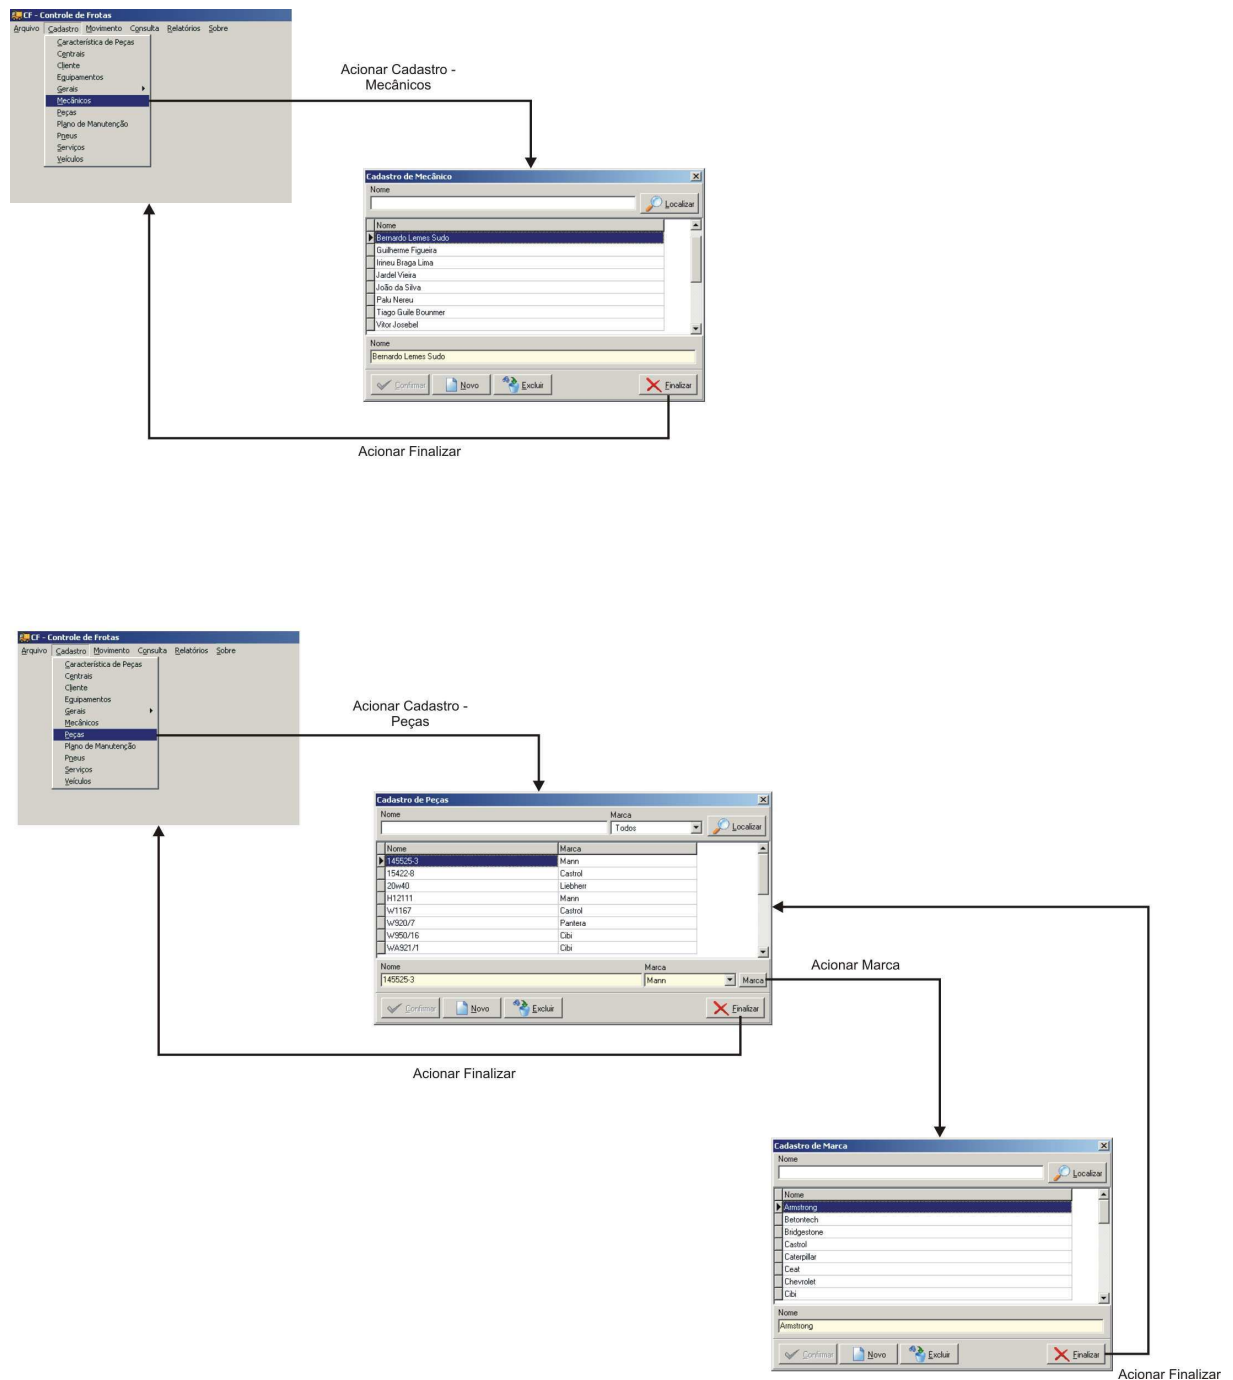 CF - Controle de Frotas
Arquivo Cadastro Movimento Consulta Relatórios Sobre
Característica de Peças
Centrais
Cliente
Equipamentos
Gerais
Mecânicos
Peças
Plano de Manutenção
Pneus
Serviços
Veículos
Acionar Cadastro -
Mecânicos
Cadastro de Mecânico
Nome
Localizar
Nome
Bernardo Lemes Sudo
Guilherme Figueira
Irineu Braga Lima
Jardel Vieira
João da Silva
Palu Nereu
Tiago Guile Bounmer
Vitor Josebel
Nome
Bernardo Lemes Sudo
Confirmar Novo Excluir Finalizar
Acionar Finalizar
CF - Controle de Frotas
Arquivo Cadastro Movimento Consulta Relatórios Sobre
Característica de Peças
Centrais
Cliente
Equipamentos
Gerais
Mecânicos
Peças
Plano de Manutenção
Pneus
Serviços
Veículos
Acionar Cadastro -
Peças
Cadastro de Peças
Nome Marca
Todos Localizar
Nome Marca
145525-3 Mann
15422-8 Castrol
20w40 Liebherr
H12111 Mann
W1167 Castrol
W920/7 Pantera
W950/16 Cibi
WA921/1 Cibi
Nome Marca
145525-3 Mann Marca
Confirmar Novo Excluir Finalizar
Acionar Finalizar
Acionar Marca
Cadastro de Marca
Nome
Localizar
Nome
Armstrong
Betontech
Bridgestone
Castrol
Caterpillar
Ceat
Chevrolet
Cibi
Nome
Armstrong
Confirmar Novo Excluir Finalizar
Acionar Finalizar